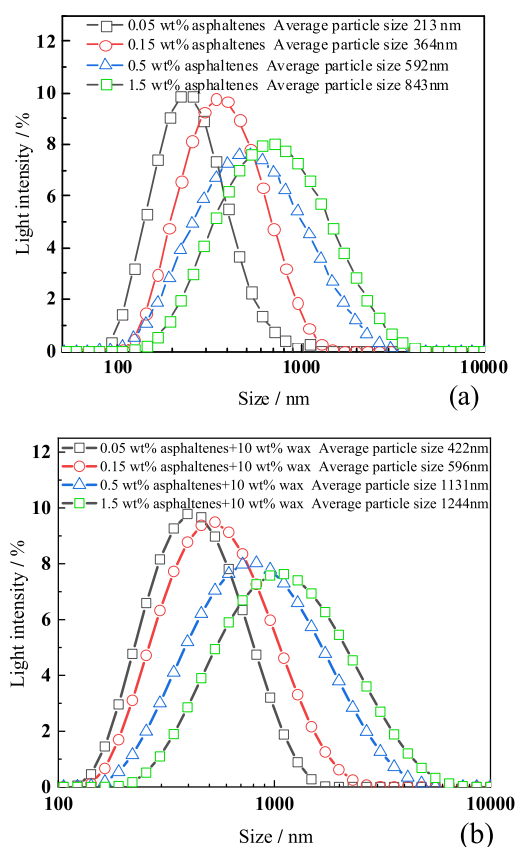 0.05 wt% asphaltenes Average particle size 213 nm
0.15 wt% asphaltenes Average particle size 364nm
0.5 wt% asphaltenes Average particle size 592nm
1.5 wt% asphaltenes Average particle size 843nm
12
10
8
6
4
2
0
Light intensity / %
100
1000
10000
Size / nm
(a)
0.05 wt% asphaltenes+10 wt% wax Average particle size 422nm
0.15 wt% asphaltenes+10 wt% wax Average particle size 596nm
0.5 wt% asphaltenes+10 wt% wax Average particle size 1131nm
1.5 wt% asphaltenes+10 wt% wax Average particle size 1244nm
12
10
8
6
4
2
0
Light intensity / %
100
1000
10000
Size / nm
(b)